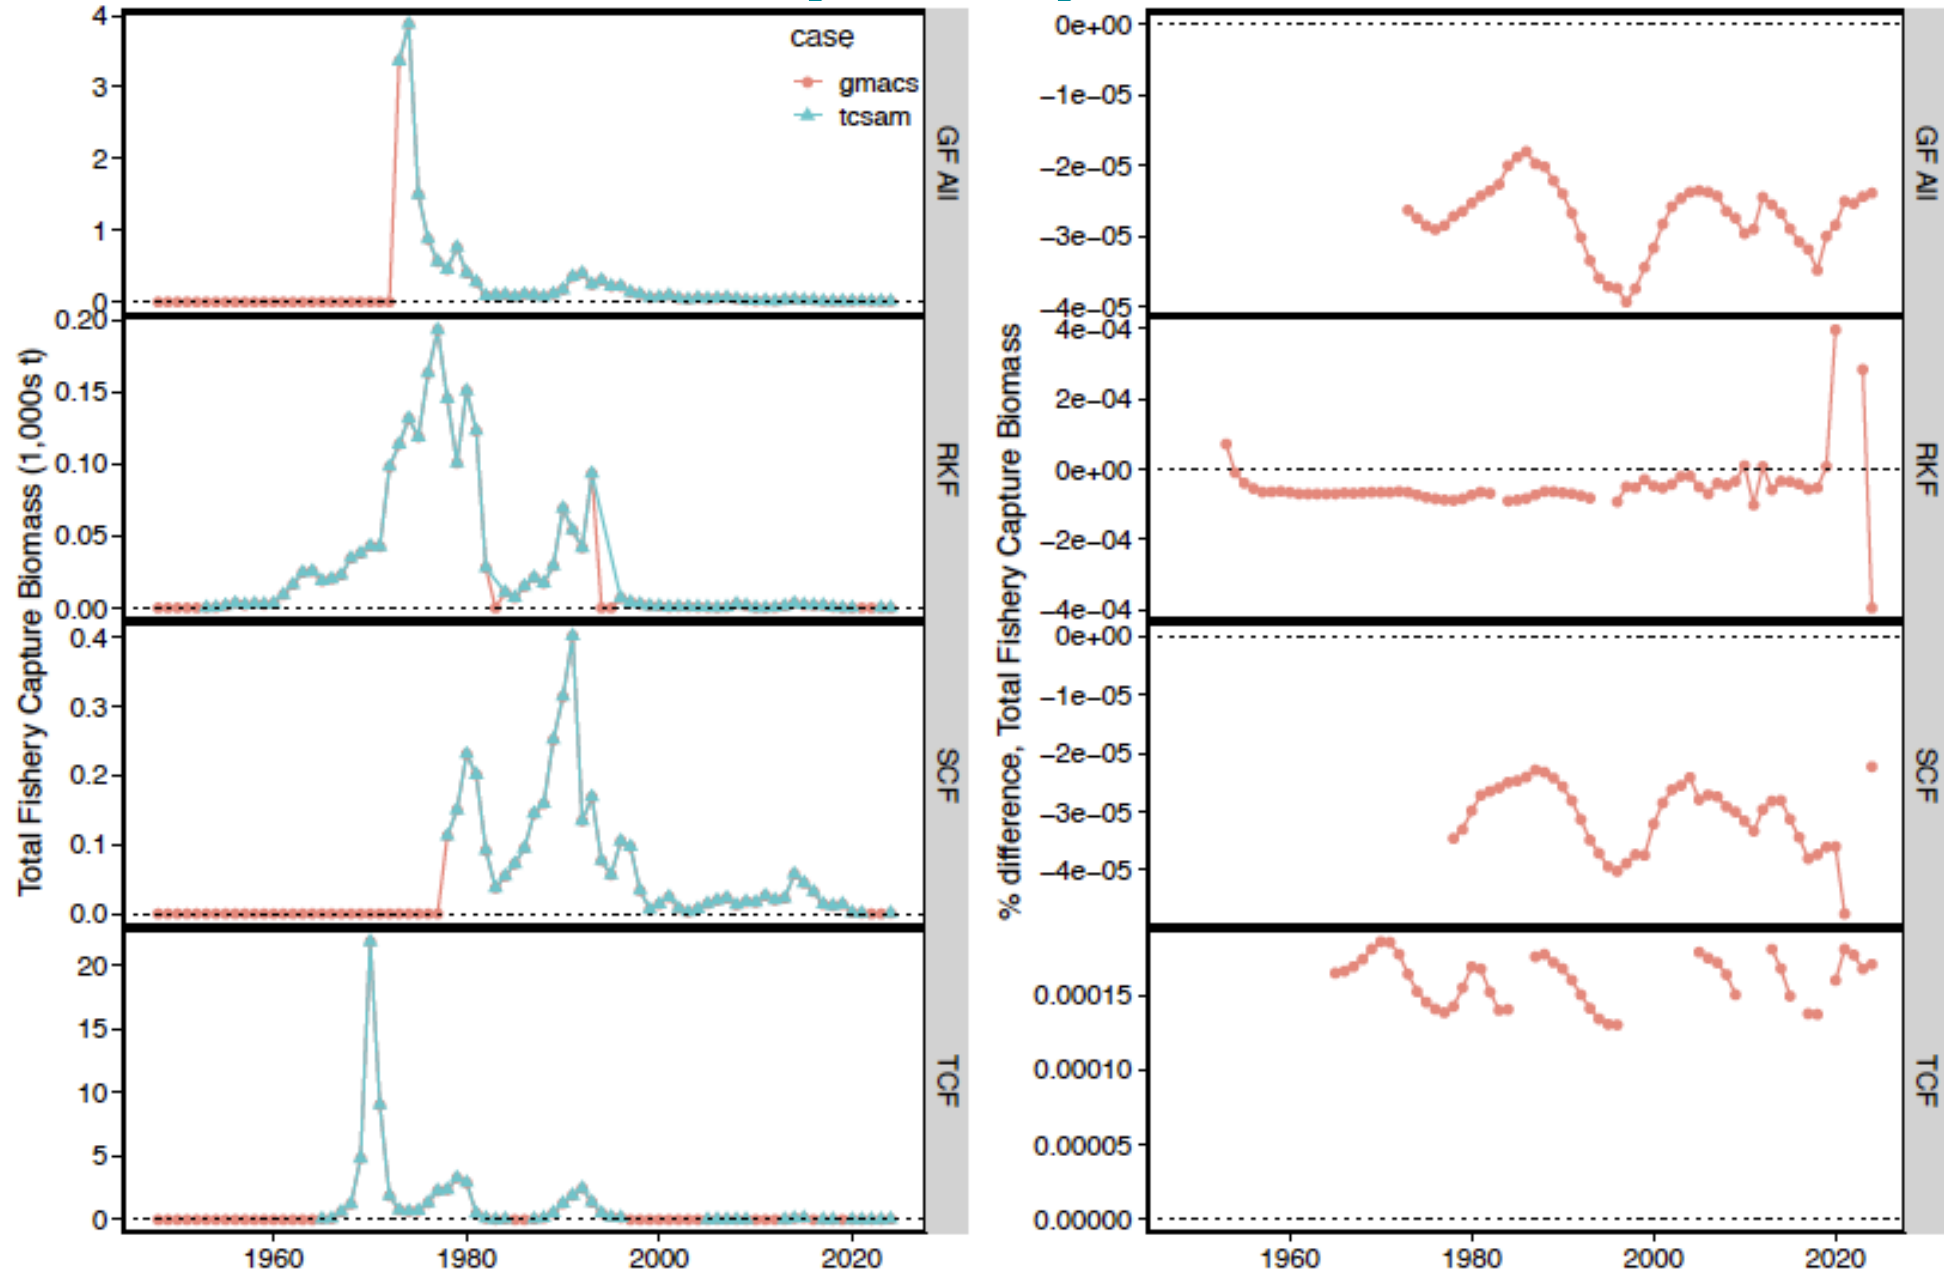 case
gmacs
tcsam
4
3
2
1
0
GF All
0.20
0.15
0.10
0.05
0.00
RKF
0.4
0.3
0.2
0.1
0.0
SCF
20
15
10
5
0
TCF
1960 1980 2000 2020
Total Fishery Capture Biomass (1,000s t)
0e+00
−1e−05
−2e−05
−3e−05
−4e−05
GF All
4e−04
2e−04
0e+00
−2e−04
−4e−04
RKF
0e+00
−1e−05
−2e−05
−3e−05
−4e−05
SCF
0.00015
0.00010
0.00005
0.00000
TCF
1960 1980 2000 2020
% difference, Total Fishery Capture Biomass